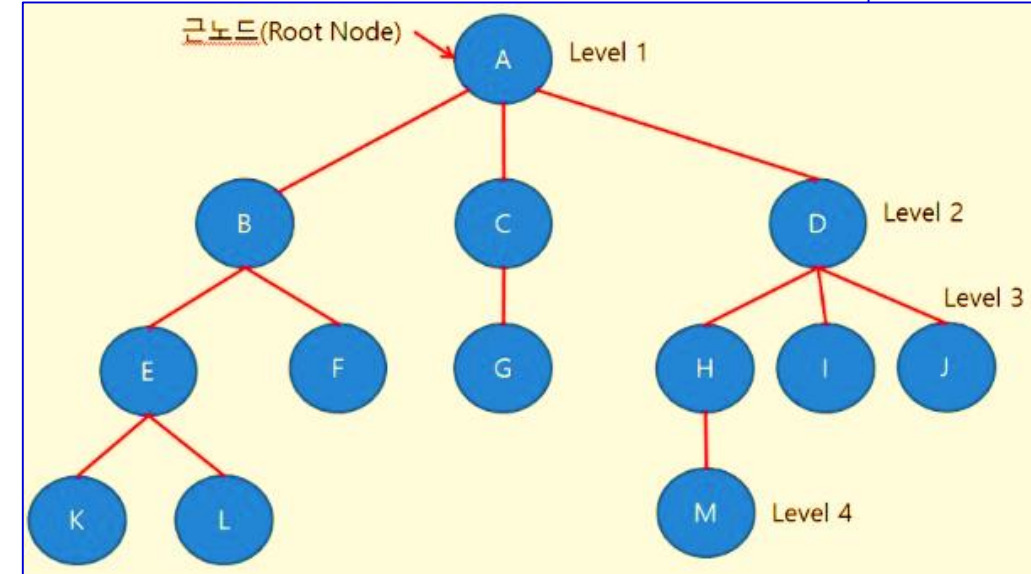 근노드(Root Node)
A
Level 1
B
C
D
Level 2
Level 3
E
F
G
H
I
J
K
L
M
Level 4